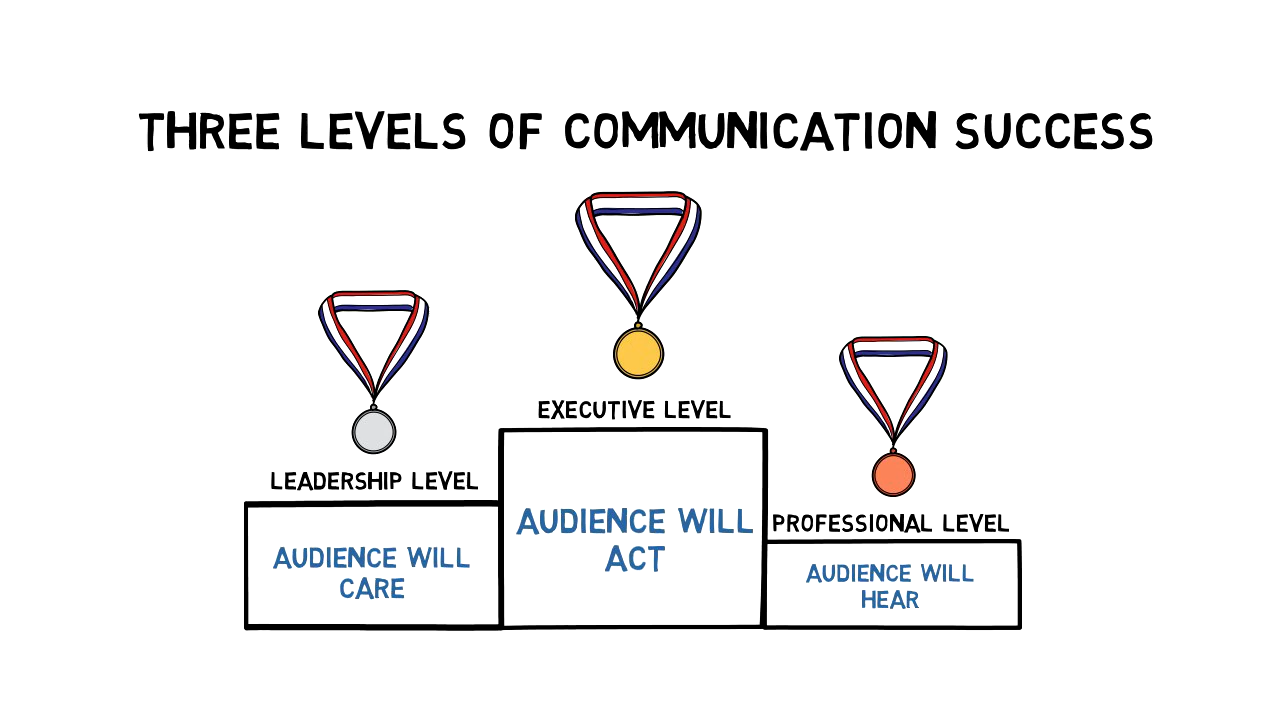 THREE LEVELS OF COMMUNICATION SUCCESS
EXECUTIVE LEVEL
LEADERSHIP LEVEL
PROFESSIONAL LEVEL
AUDIENCE WILL
CARE
AUDIENCE WILL
ACT
AUDIENCE WILL
HEAR